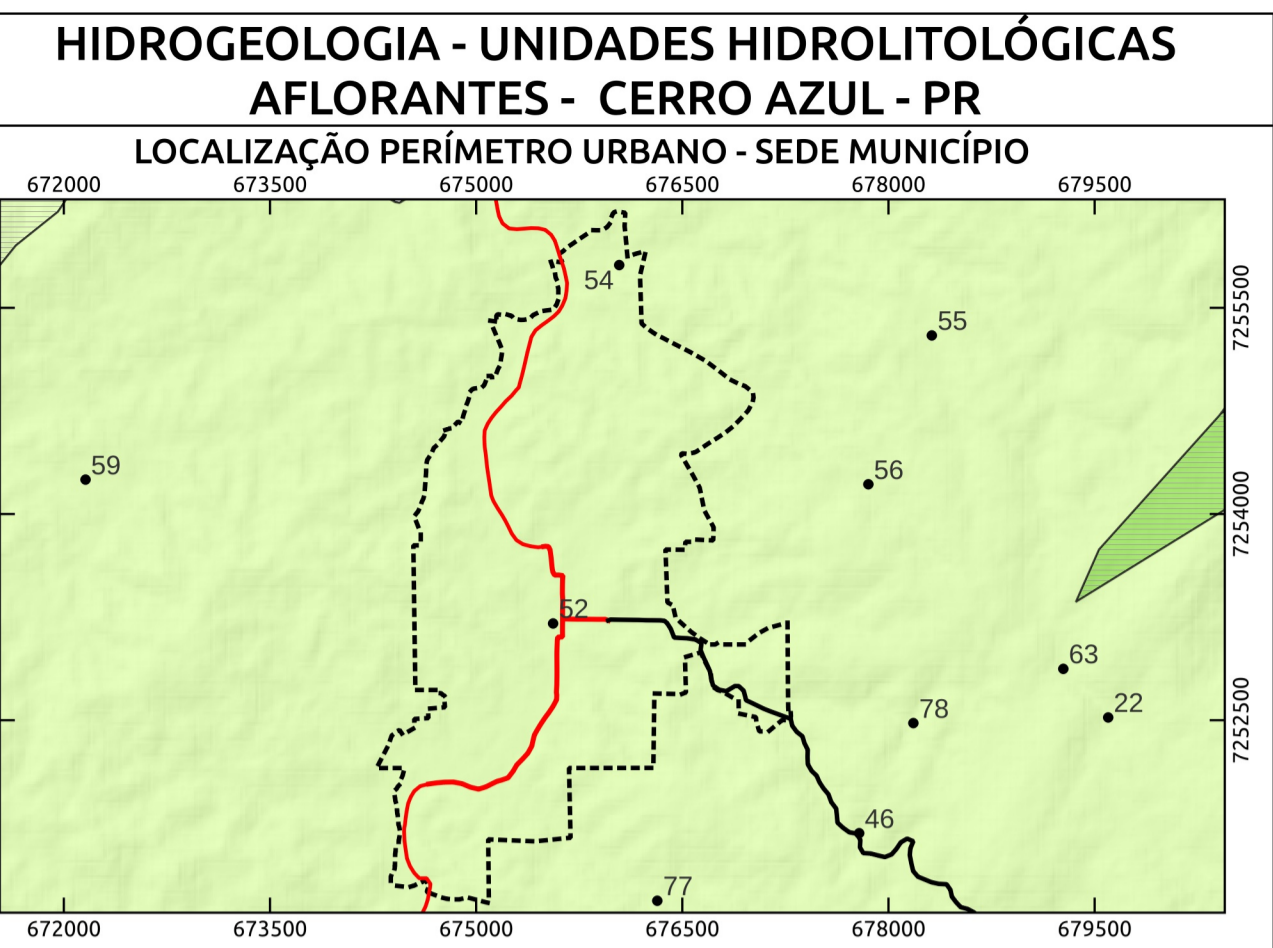 HIDROGEOLOGIA - UNIDADES HIDROLITOLÓGICAS
AFLORANTES - CERRO AZUL - PR
LOCALIZAÇÃO PERÍMETRO URBANO - SEDE MUNICÍPIO
672000 673500 675000 676500 678000 679500
54
7255500
55
59
56
7254000
52
63
78
22
7252500
46
77
672000 673500 675000 676500 678000 679500